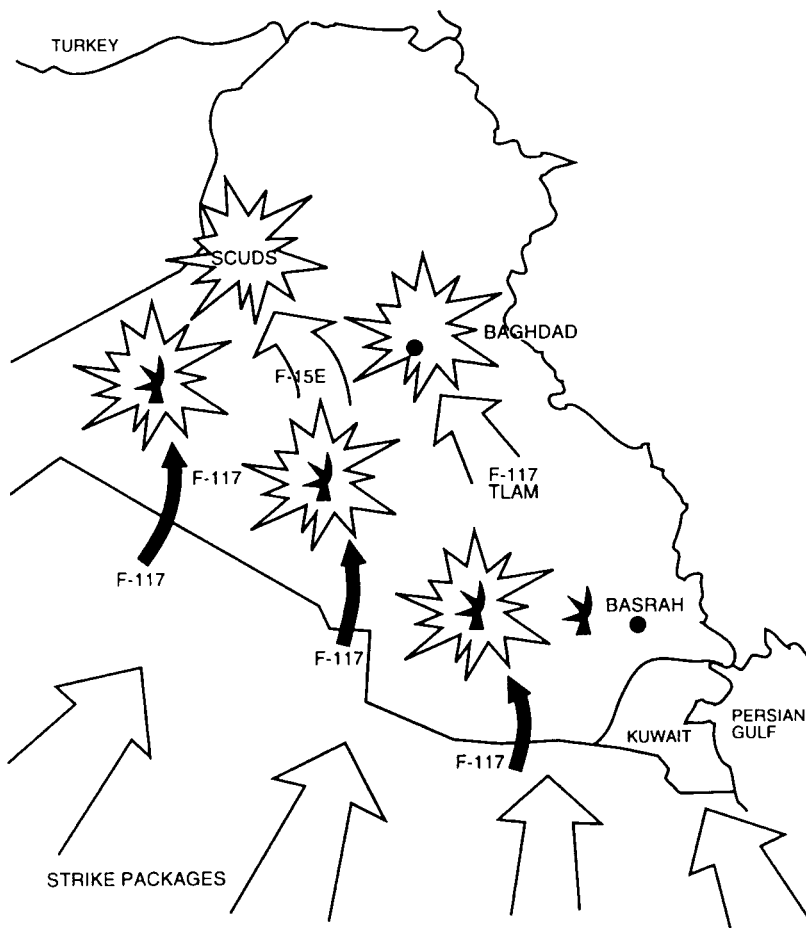 TURKEY
SCUDS
BAGHDAD
F-15E
F-117
F-117
TLAM
F-117
BASRAH
F-117
KUWAIT
PERSIAN
GULF
F-117
STRIKE PACKAGES